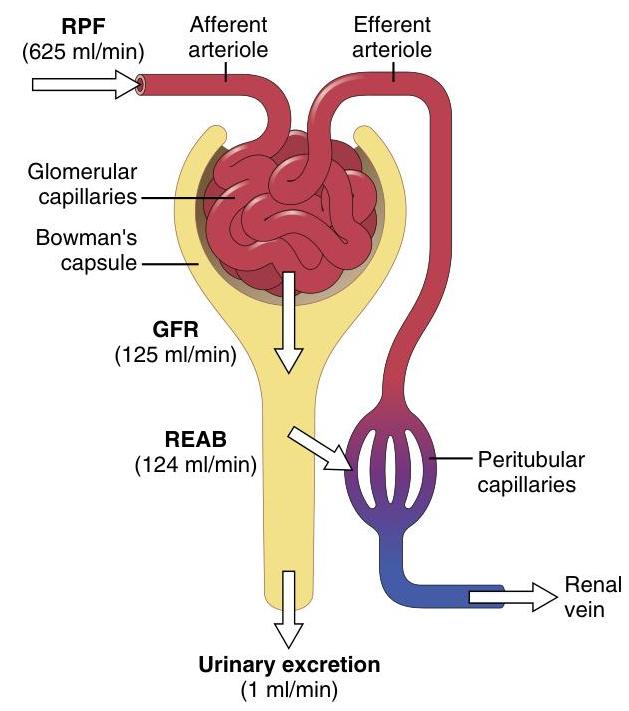 RPF
(625 ml/min)
Afferent
arteriole
Efferent
arteriole
Glomerular
capillaries
Bowman's
capsule
GFR
(125 ml/min)
REAB
(124 ml/min)
Peritubular
capillaries
Renal
vein
Urinary excretion
(1 ml/min)